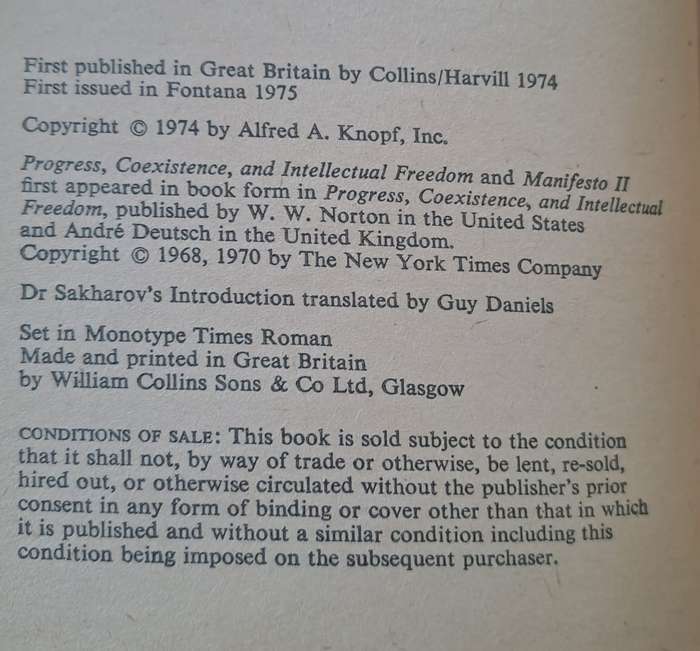 First published in Great Britain by Collins/Harvill 1974
First issued in Fontana 1975
Copyright © 1974 by Alfred A. Knopf, Inc.
Progress, Coexistence, and Intellectual Freedom and Manifesto II
first appeared in book form in Progress, Coexistence, and Intellectual
Freedom, published by W. W. Norton in the United States
and André Deutsch in the United Kingdom.
Copyright © 1968, 1970 by The New York Times Company
Dr Sakharov's Introduction translated by Guy Daniels
Set in Monotype Times Roman
Made and printed in Great Britain
by William Collins Sons & Co Ltd, Glasgow
CONDITIONS OF SALE: This book is sold subject to the condition
that it shall not, by way of trade or otherwise, be lent, re-sold,
hired out, or otherwise circulated without the publisher's prior
consent in any form of binding or cover other than that in which
it is published and without a similar condition including this
condition being imposed on the subsequent purchaser.